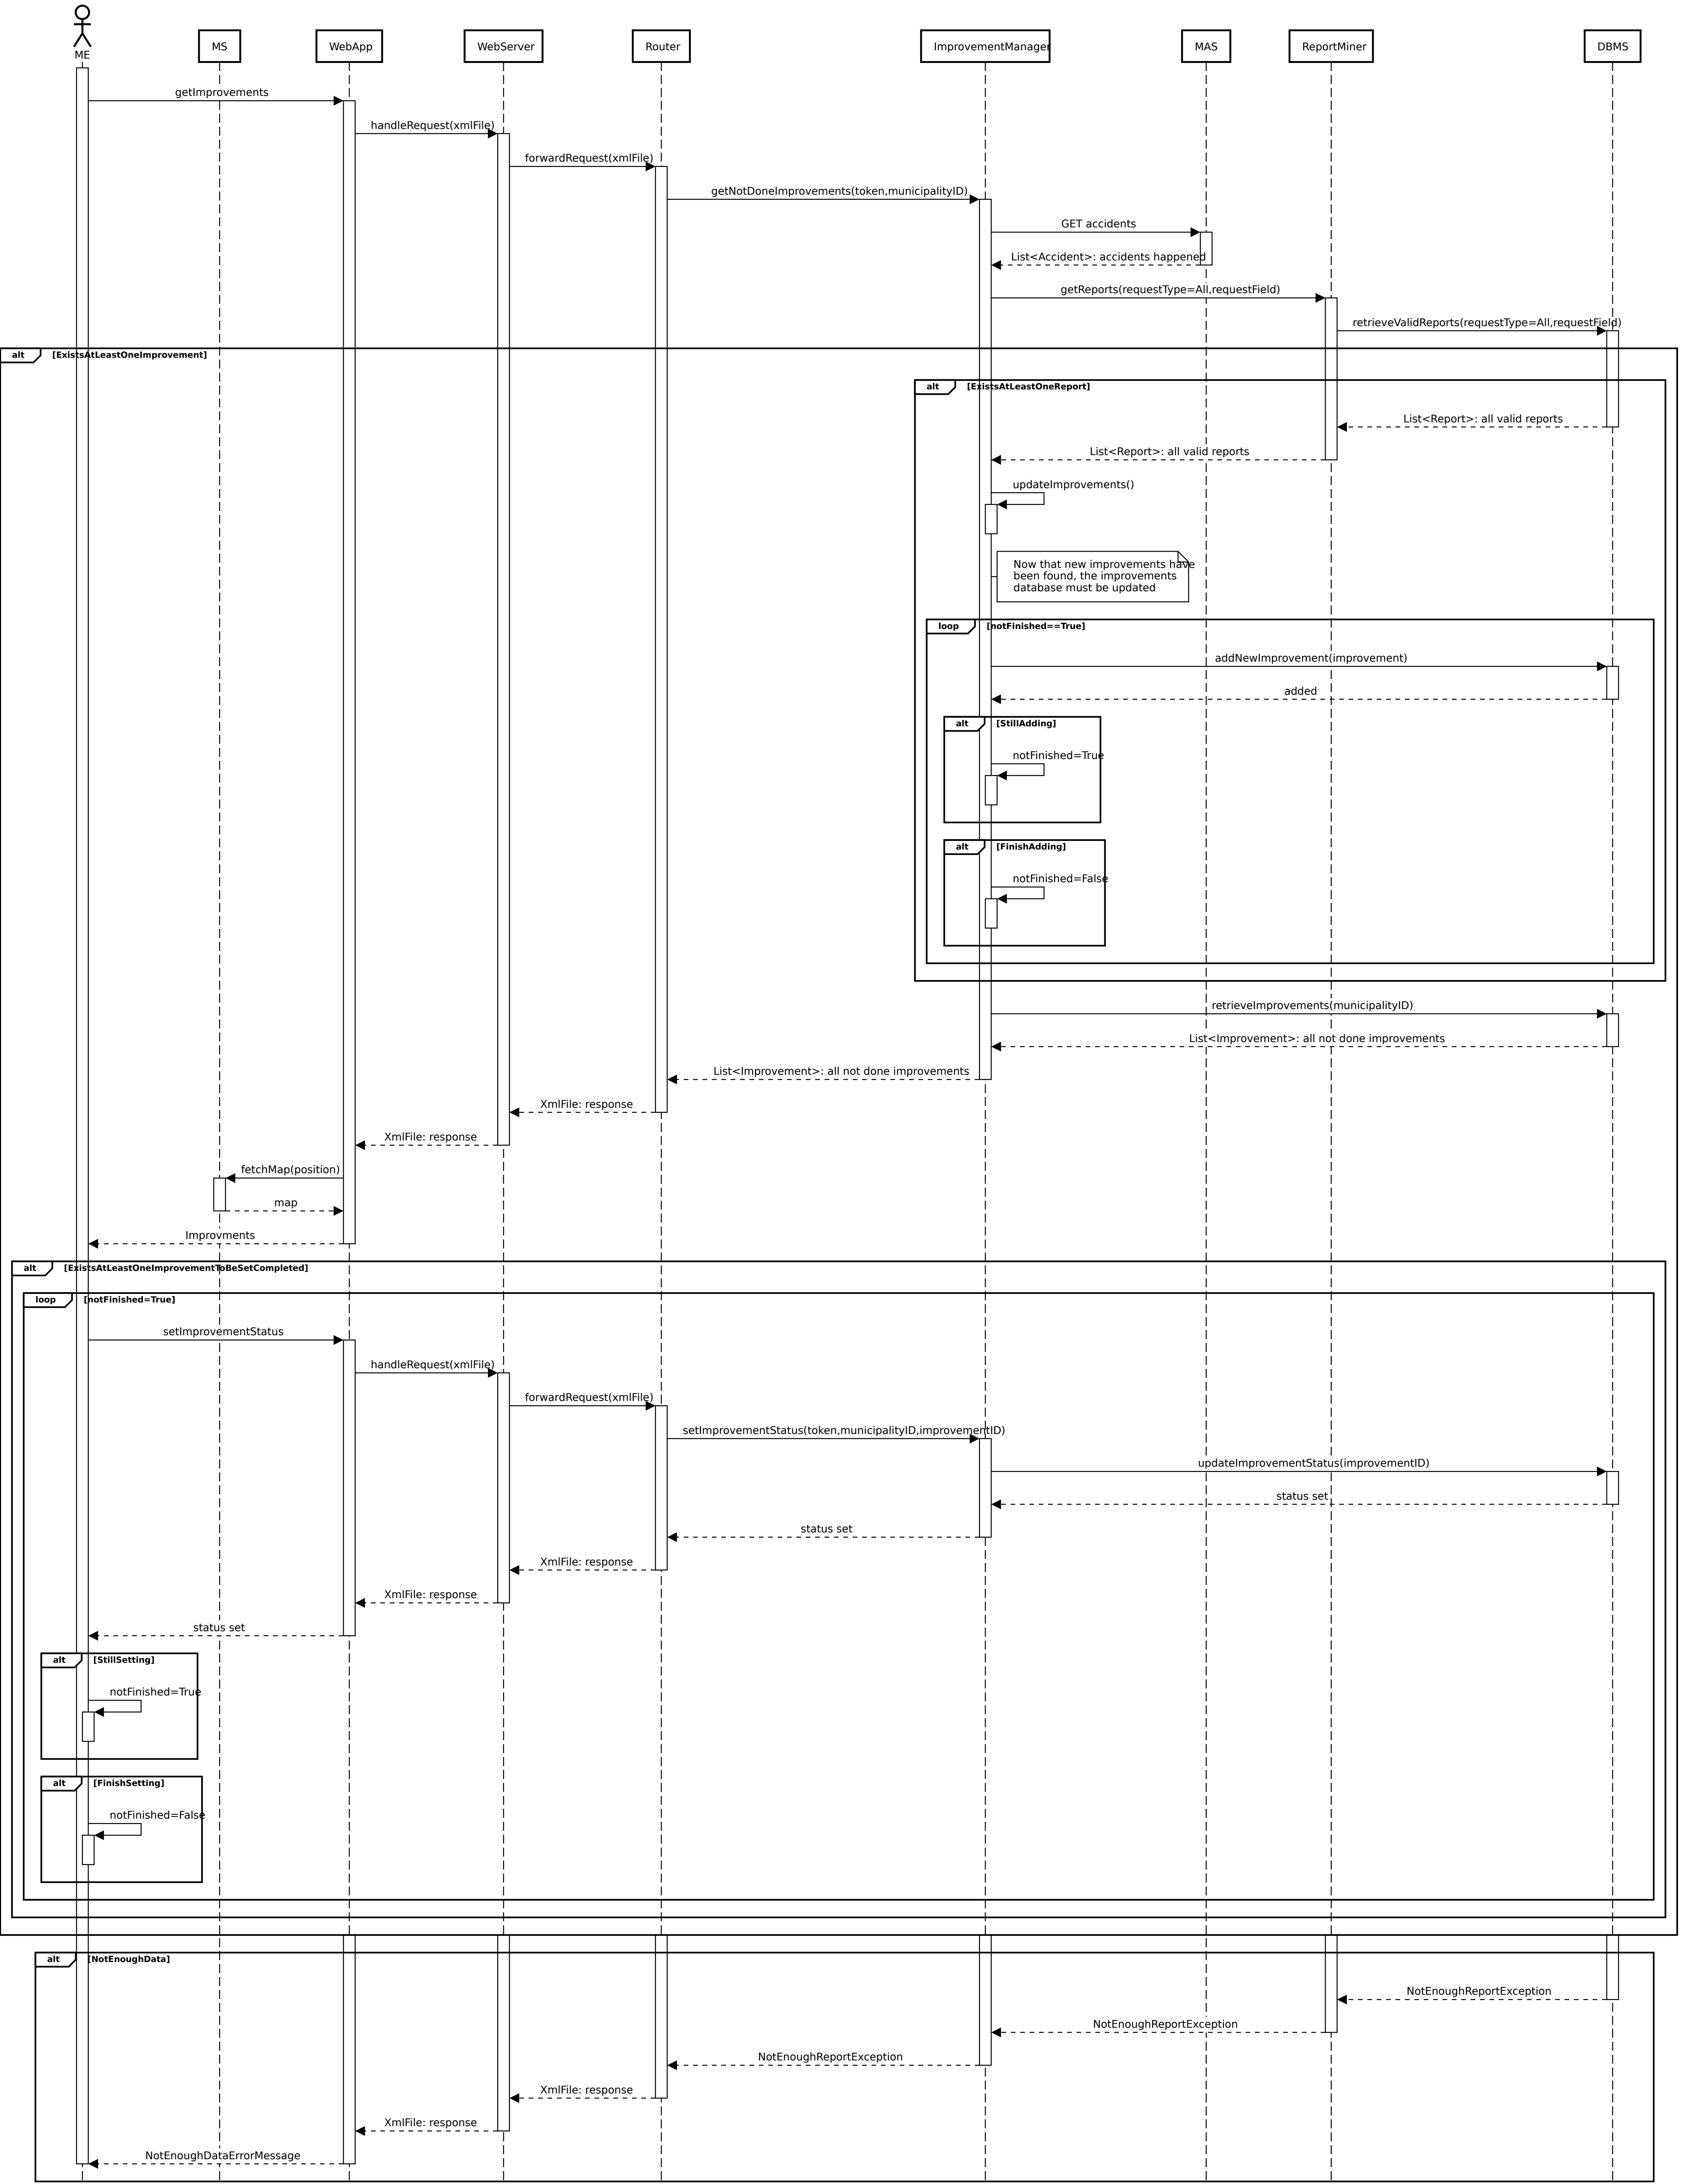 ME
MS
WebApp
WebServer
Router
ImprovementManager
MAS
ReportMiner
DBMS
getImprovements
handleRequest(xmlFile)
forwardRequest(xmlFile)
getNotDoneImprovements(token,municipalityID)
GET accidents
List<Accident>: accidents happened
getReports(requestType=All,requestField)
retrieveValidReports(requestType=All,requestField)
alt [ExistsAtLeastOneImprovement]
alt [ExistsAtLeastOneReport]
List<Report>: all valid reports
List<Report>: all valid reports
updateImprovements()
Now that new improvements have
been found, the improvements
database must be updated
loop [notFinished==True]
addNewImprovement(improvement)
added
alt [StillAdding]
notFinished=True
alt [FinishAdding]
notFinished=False
retrieveImprovements(municipalityID)
List<Improvement>: all not done improvements
List<Improvement>: all not done improvements
XmlFile: response
XmlFile: response
fetchMap(position)
map
Improvments
alt [ExistsAtLeastOneImprovementToBeSetCompleted]
loop [notFinished=True]
setImprovementStatus
handleRequest(xmlFile)
forwardRequest(xmlFile)
setImprovementStatus(token,municipalityID,improvementID)
updateImprovementStatus(improvementID)
status set
status set
XmlFile: response
XmlFile: response
status set
alt [StillSetting]
notFinished=True
alt [FinishSetting]
notFinished=False
alt [NotEnoughData]
NotEnoughReportException
NotEnoughReportException
NotEnoughReportException
XmlFile: response
XmlFile: response
NotEnoughDataErrorMessage